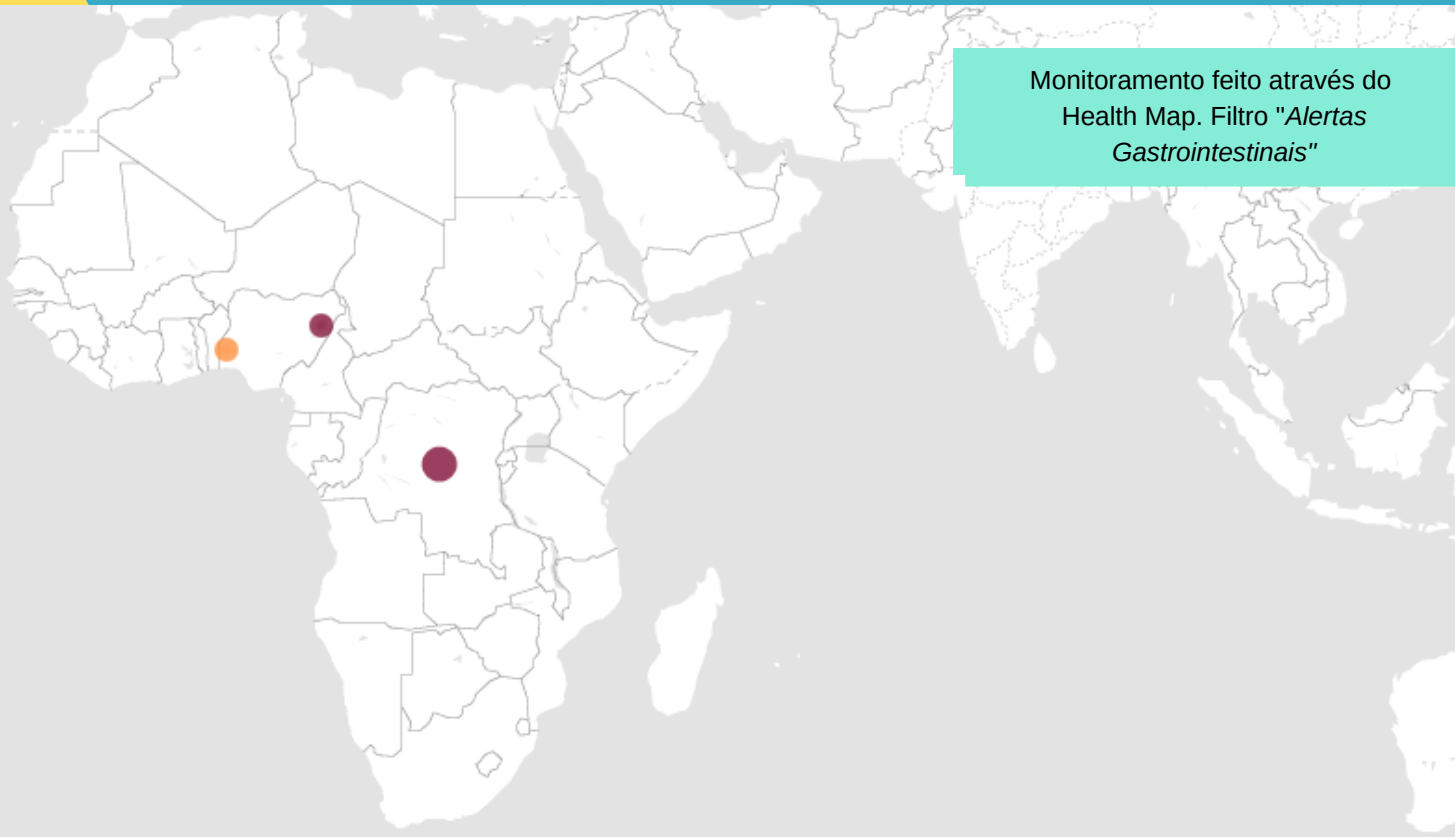 Monitoramento feito através do
Health Map. Filtro "Alertas
Gastrointestinais"